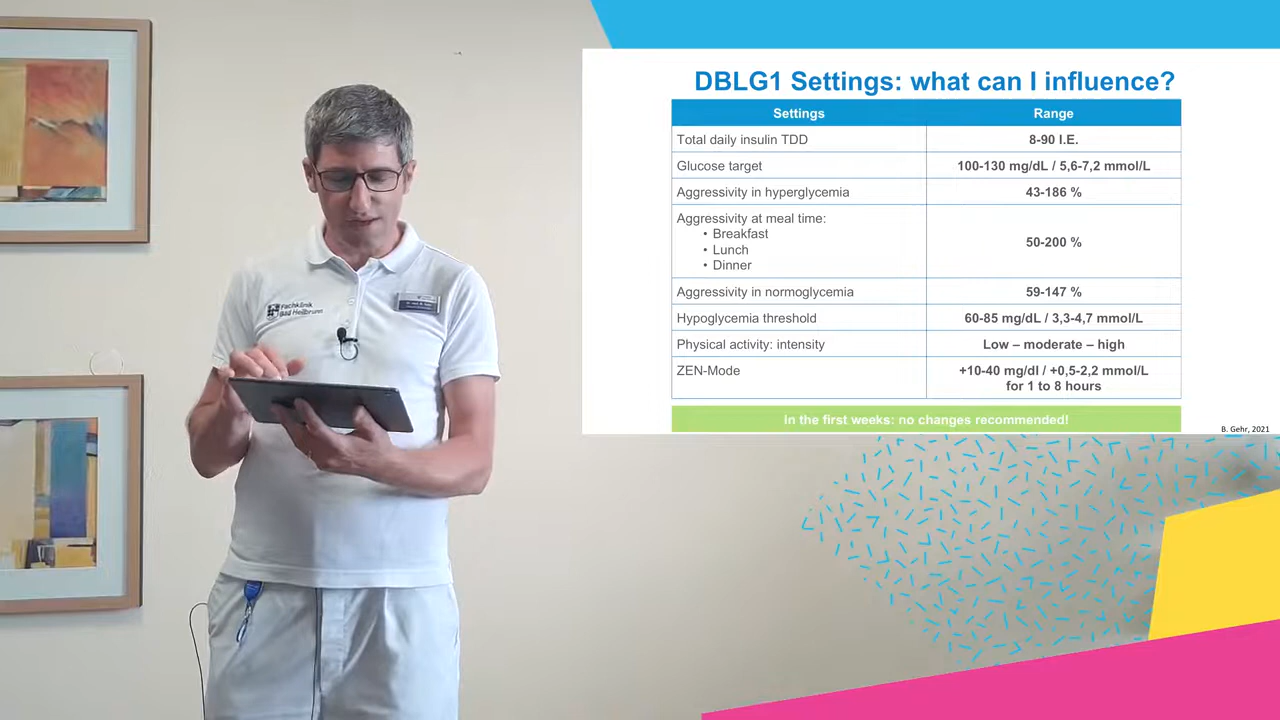 DBLG1 Settings: what can I influence?
Settings Range
Total daily insulin TDD 8-90 I.E.
Glucose target 100-130 mg/dL / 5,6-7,2 mmol/L
Aggressivity in hyperglycemia 43-186 %
Aggressivity at meal time:
• Breakfast
• Lunch
• Dinner
50-200 %
Aggressivity in normoglycemia 59-147 %
Hypoglycemia threshold 60-85 mg/dL / 3,3-4,7 mmol/L
Physical activity: intensity Low – moderate – high
ZEN-Mode +10-40 mg/dl / +0,5-2,2 mmol/L
for 1 to 8 hours
In the first weeks: no changes recommended!
B. Gehr, 2021
Fachklinik
Bad Heilbrunn